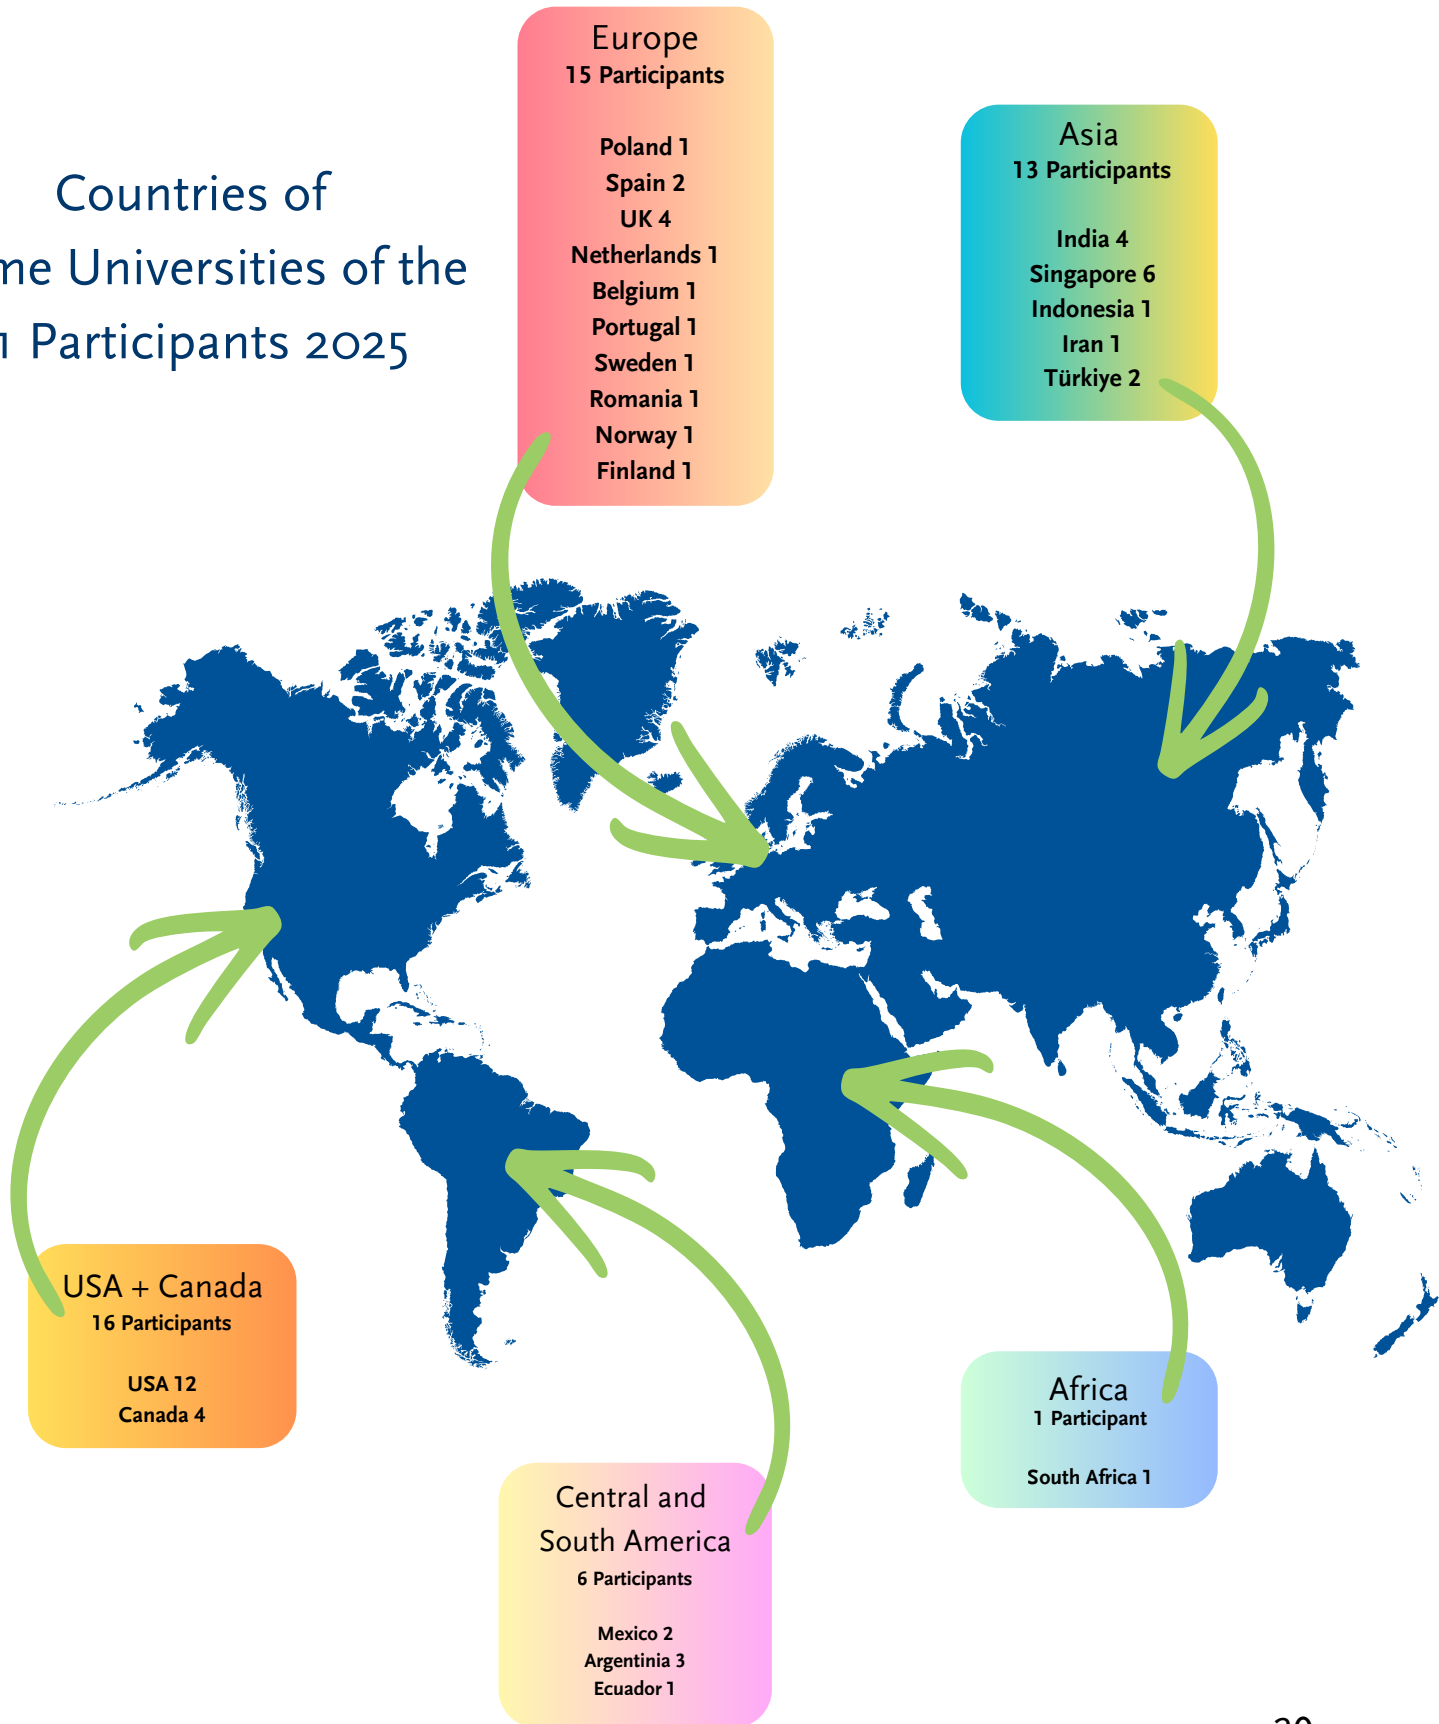 Countries of
me Universities of the
1 Participants 2025
Europe
15 Participants
Poland 1
Spain 2
UK 4
Netherlands 1
Belgium 1
Portugal 1
Sweden 1
Romania 1
Norway 1
Finland 1
Asia
13 Participants
India 4
Singapore 6
Indonesia 1
Iran 1
Türkiye 2
USA + Canada
16 Participants
USA 12
Canada 4
Central and
South America
6 Participants
Mexico 2
Argentinia 3
Ecuador 1
Africa
1 Participant
South Africa 1